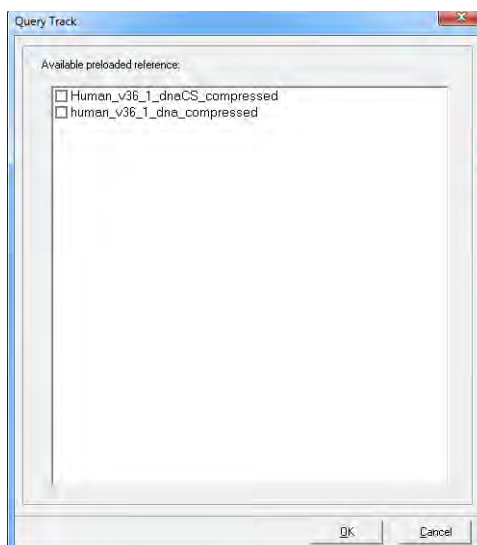 Query Track
Available preloaded reference:
Human_v36_1_dnaCS_compressed
human_v36_1_dna_compressed
OK
Cancel